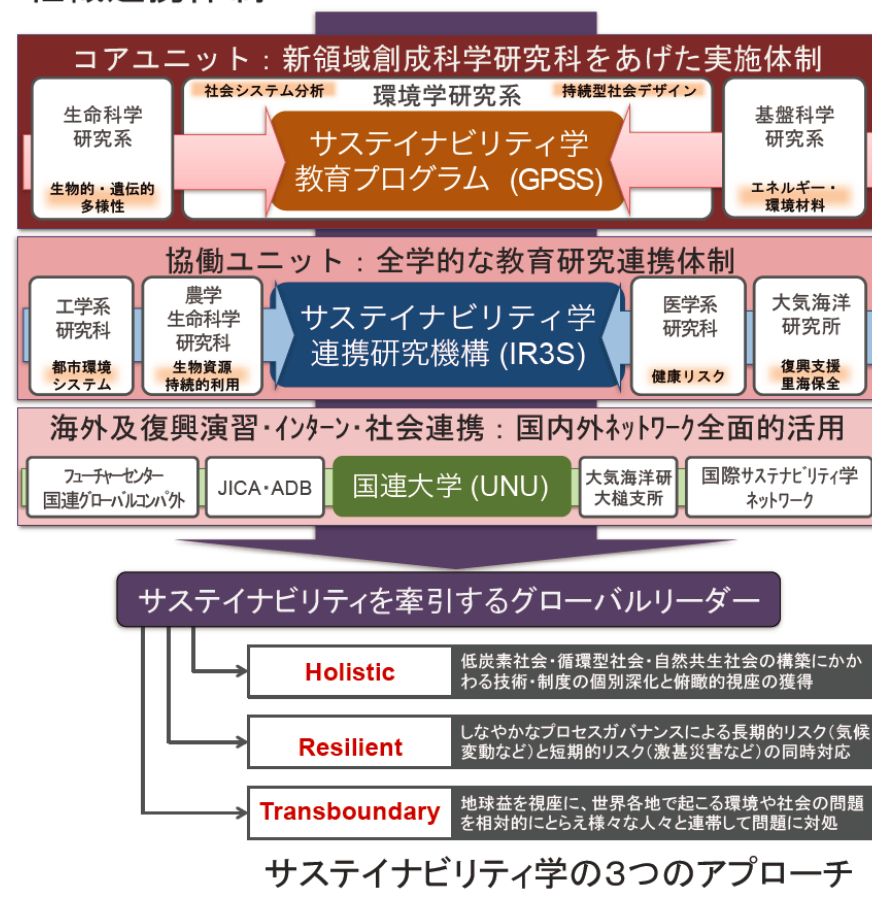 コアユニット：新領域創成科学研究科をあげた実施体制
生命科学
研究系
生物的・遺伝的
多様性
社会システム分析
環境学研究系
持続型社会デザイン
サステイナビリティ学
教育プログラム (GPSS)
基盤科学
研究系
エネルギー・
環境材料
協働ユニット：全学的な教育研究連携体制
工学系
研究科
都市環境
システム
農学
生命科学
研究科
生物資源
持続的利用
サステイナビリティ学
連携研究機構 (IR3S)
医学系
研究科
健康リスク
大気海洋
研究所
復興支援
里海保全
海外及復興演習・インターン・社会連携：国内外ネットワーク全面的活用
フューチャーセンター
国連グローバルコンパクト
JICA・ADB
国連大学 (UNU)
大気海洋研
大槌支所
国際サステナビリティ学
ネットワーク
サステイナビリティを牽引するグローバルリーダー
Holistic
低炭素社会・循環型社会・自然共生社会の構築にかか
わる技術・制度の個別深化と俯瞰的視座の獲得
Resilient
しなやかなプロセスガバナンスによる長期的リスク（気候
変動など）と短期的リスク（激甚災害など）の同時対応
Transboundary
地球益を視座に、世界各地で起こる環境や社会の問題
を相対的にとらえ様々な人々と連帯して問題に対処
サステイナビリティ学の３つのアプローチ